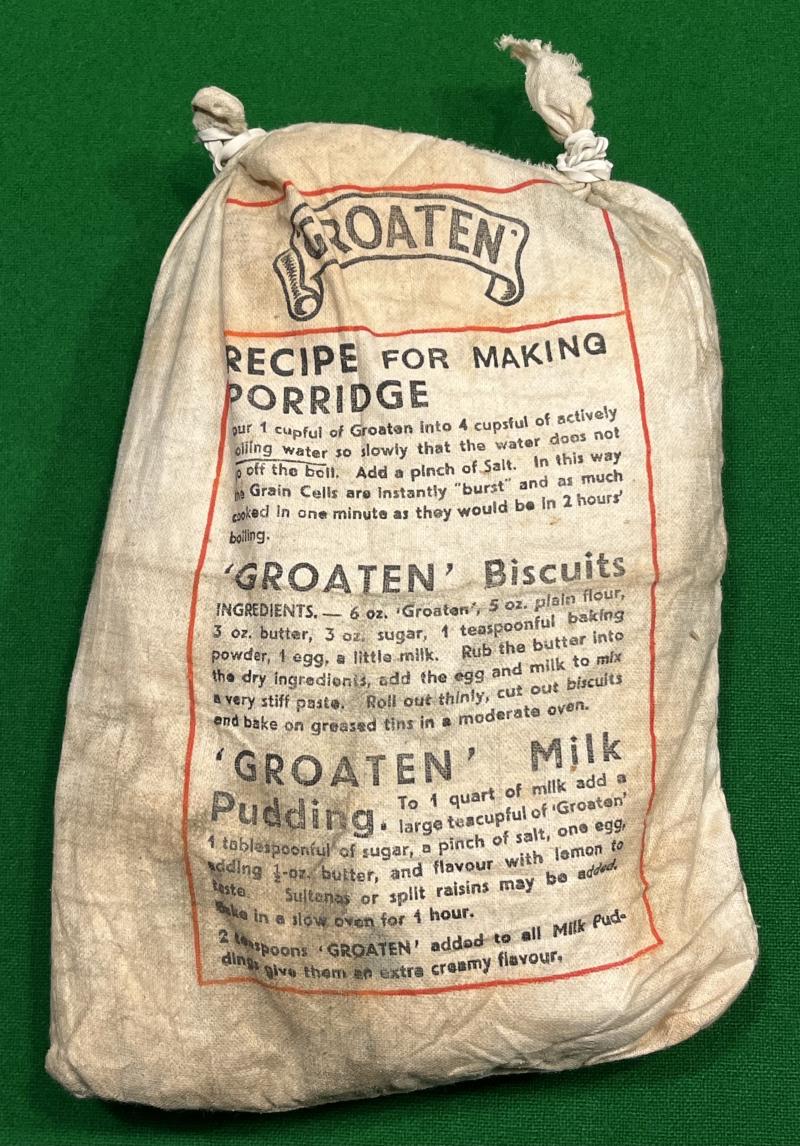 'GROATEN'
RECIPE FOR MAKING
PORRIDGE
our 1 cupful of Groaten into 4 cupsful of actively
oiling water so slowly that the water does not
o off the boil. Add a pinch of Salt. In this way
he Grain Cells are instantly "burst" and as much
cooked in one minute as they would be in 2 hours'
boiling.
'GROATEN' Biscuits
INGREDIENTS. — 6 oz. 'Groaten', 5 oz. plain flour,
3 oz. butter, 3 oz. sugar, 1 teaspoonful baking
powder, 1 egg, a little milk. Rub the butter into
the dry ingredients, add the egg and milk to mix
a very stiff paste. Roll out thinly, cut out biscuits
and bake on greased tins in a moderate oven.
'GROATEN' Milk
Pudding. To 1 quart of milk add a
large teacupful of 'Groaten'
1 tablespoonful of sugar, a pinch of salt, one egg,
adding ½-oz. butter, and flavour with lemon to
taste Sultanas or split raisins may be added.
Bake in a slow oven for 1 hour.
2 teaspoons 'GROATEN' added to all Milk Pud-
dings give them an extra creamy flavour.